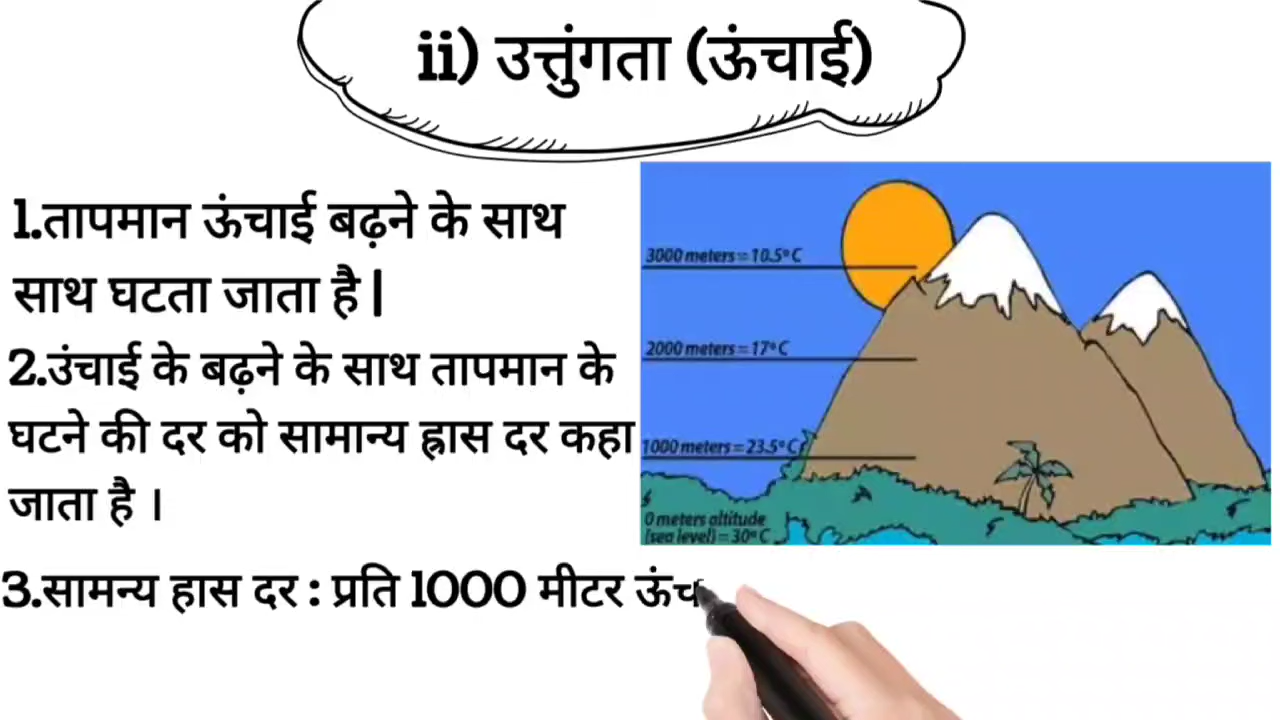 ii) उत्तुंगता (ऊंचाई)
1.तापमान ऊंचाई बढ़ने के साथ
साथ घटता जाता है|
2.उंचाई के बढ़ने के साथ तापमान के
घटने की दर को सामान्य ह्रास दर कहा
जाता है ।
3000 meters = 10.5° C
2000 meters = 17° C
1000 meters = 23.5° C
0 meters altitude
(sea level) = 30° C
3.सामन्य हास दर : प्रति 1000 मीटर ऊंच